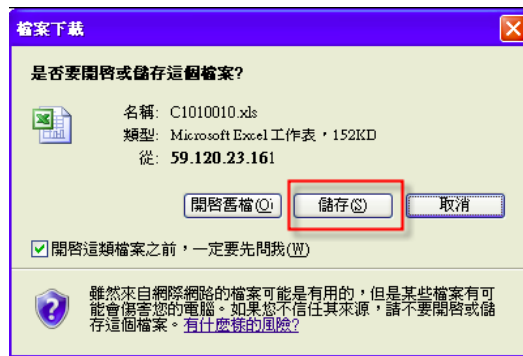 檔案下載
是否要開啓或儲存這個檔案?
名稱: C1010010.xls
類型: Microsoft Excel 工作表，152KD
從: 59.120.23.161
開啓舊檔(O) 儲存(S) 取消
開啓這類檔案之前，一定要先問我(W)
雖然來自網際網路的檔案可能是有用的，但是某些檔案有可
能會傷害您的電腦。如果您不信任其來源，請不要開啓或儲
存這個檔案。有什麼樣的風險?